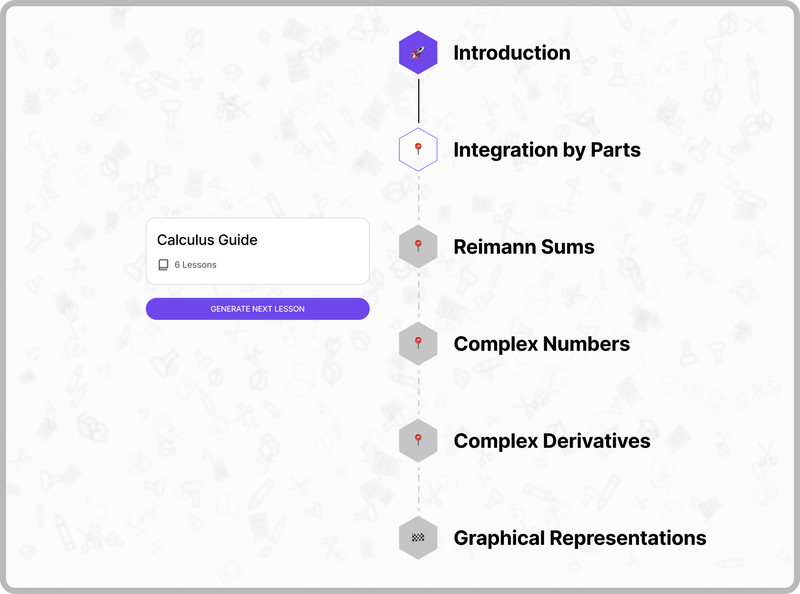 Introduction
Integration by Parts
Calculus Guide
6 Lessons
GENERATE NEXT LESSON
Reimann Sums
Complex Numbers
Complex Derivatives
Graphical Representations